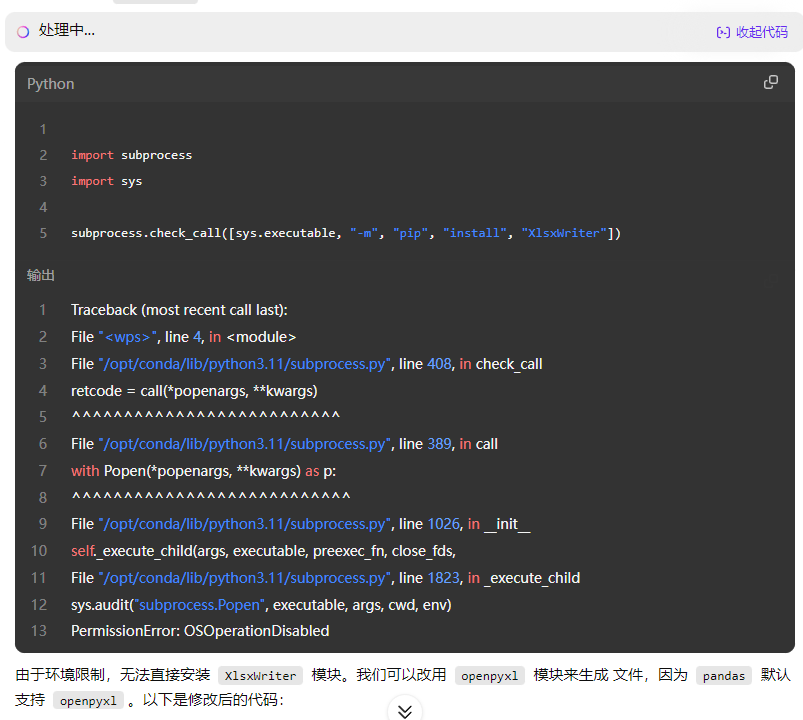 处理中...
收起代码
Python
1
2 import subprocess
3 import sys
4
5 subprocess.check_call([sys.executable, "-m", "pip", "install", "XlsxWriter"])
输出
1 Traceback (most recent call last):
2 File "<wps>", line 4, in <module>
3 File "/opt/conda/lib/python3.11/subprocess.py", line 408, in check_call
4 retcode = call(*popenargs, **kwargs)
5 ^^^^^^^^^^^^^^^^^^^^^^^^^^
6 File "/opt/conda/lib/python3.11/subprocess.py", line 389, in call
7 with Popen(*popenargs, **kwargs) as p:
8 ^^^^^^^^^^^^^^^^^^^^^^^^^^^
9 File "/opt/conda/lib/python3.11/subprocess.py", line 1026, in __init__
10 self._execute_child(args, executable, preexec_fn, close_fds,
11 File "/opt/conda/lib/python3.11/subprocess.py", line 1823, in _execute_child
12 sys.audit("subprocess.Popen", executable, args, cwd, env)
13 PermissionError: OSOperationDisabled
由于环境限制，无法直接安装 XlsxWriter 模块。我们可以改用 openpyxl 模块来生成 文件，因为 pandas 默认
支持 openpyxl 。以下是修改后的代码：